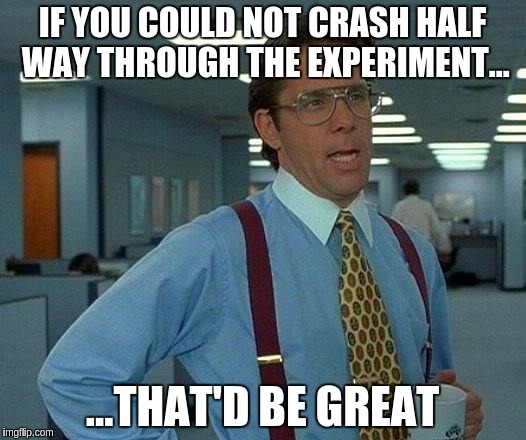 IF YOU COULD NOT CRASH HALF
WAY THROUGH THE EXPERIMENT...
...THAT'D BE GREAT
imgflip.com